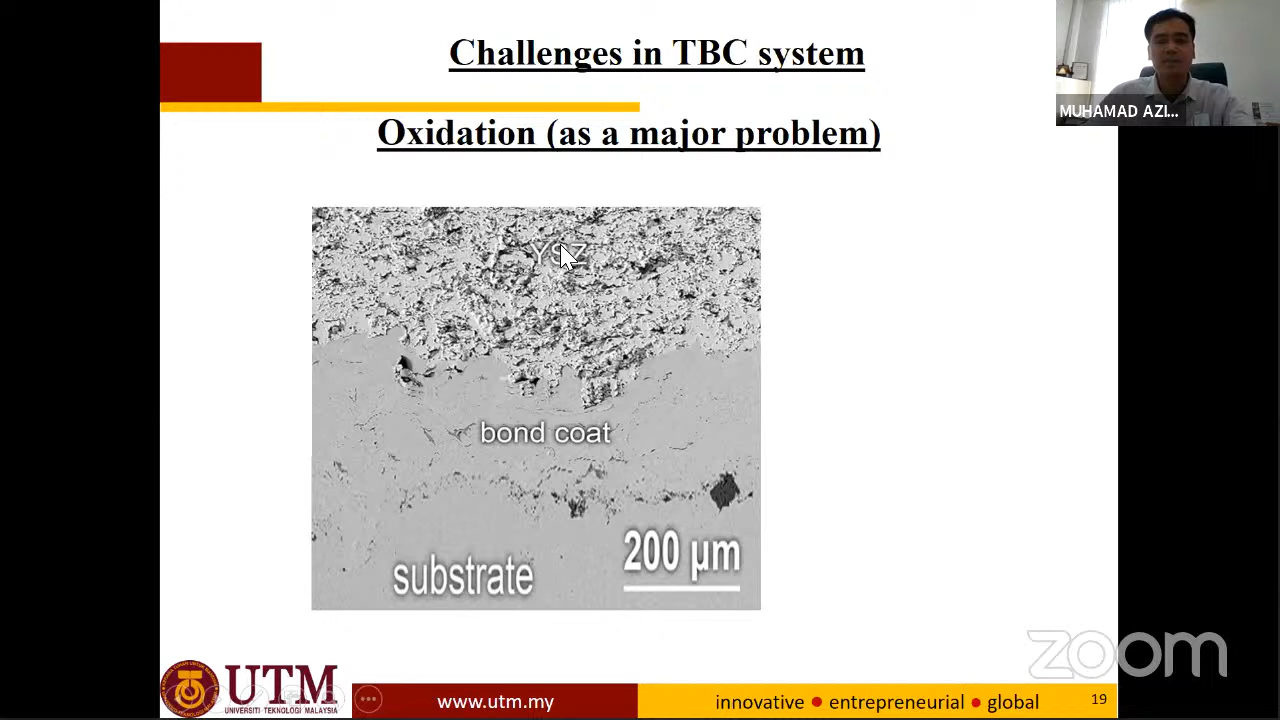 Challenges in TBC system
MUHAMAD AZI...
Oxidation (as a major problem)
YSZ
bond coat
200 µm
substrate
zoom
UTM
UNIVERSITI TEKNOLOGI MALAYSIA
www.utm.my
innovative ● entrepreneurial ● global
19